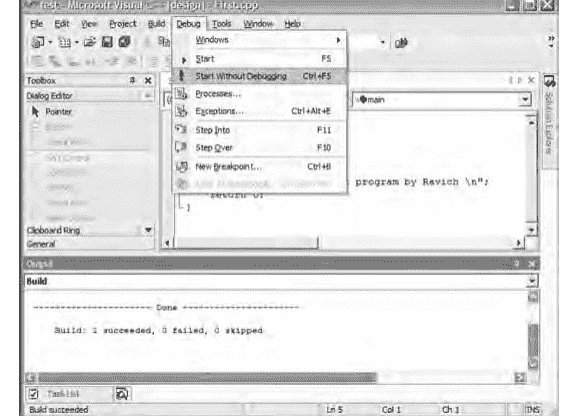 test - Microsoft Visual C++ [design] - First.cpp
File Edit View Project Build Debug Tools Window Help
Windows
Start F5
Start Without Debugging Ctrl+F5
Processes...
Exceptions... Ctrl+Alt+E
Step Into F11
Step Over F10
New Breakpoint... Ctrl+B
Toolbox
Dialog Editor
Pointer
Clipboard Ring
General
main
program by Ravich \n";
return 0;
}
Solution Explorer
Output
Build
---------------------- Done ----------------------
Build: 1 succeeded, 0 failed, 0 skipped
Task List
Build succeeded Ln 5 Col 1 Ch 1 INS